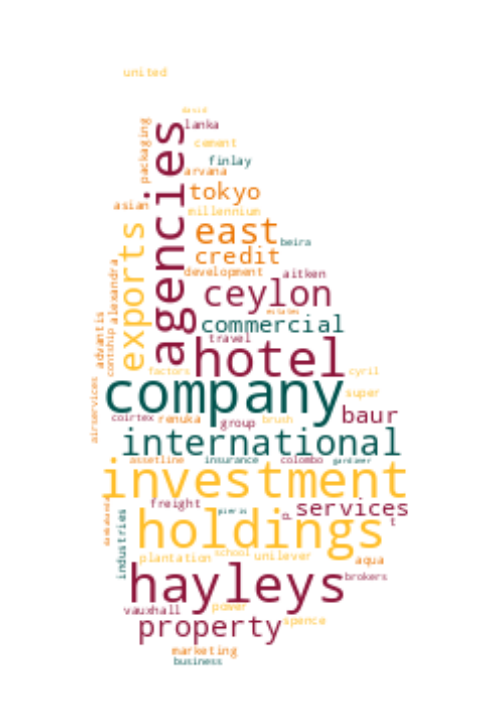 united
david
lanka
packaging
cement
agencies
finlay
arvana
tokyo
asian
millennium
east
exports
beira
credit
development
aitken
alexandra
ceylon
estates
advantis
commercial
contship
travel
hotel
factors
cyril
company
airservices
super
baur
coirtex
renuka
group
brush
international
assetline
insurance
colombo
gardiner
investment
freight
services
pieris
holdings
t
industries
school
plantation
unilever
aqua
hayleys
brokers
vauxhall
power
property
spence
marketing
business